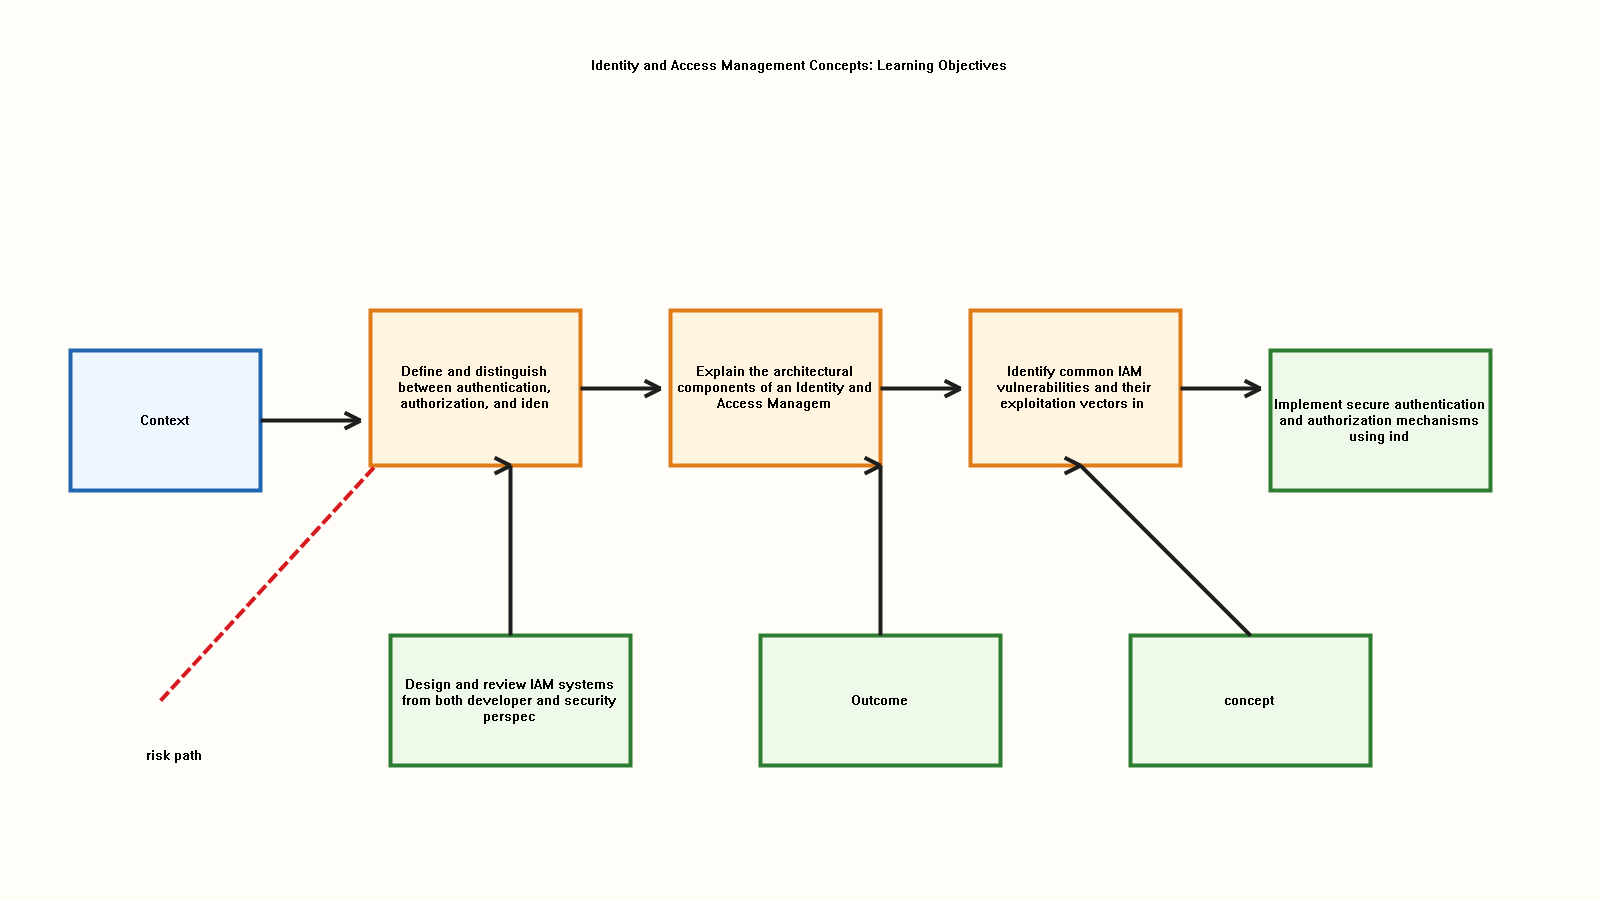 Identity and Access Management Concepts: Learning Objectives
Context
Define and distinguish
between authentication,
authorization, and iden
Explain the architectural
components of an Identity and
Access Managem
Identify common IAM
vulnerabilities and their
exploitation vectors in
Implement secure authentication
and authorization mechanisms
using ind
Design and review IAM systems
from both developer and security
perspec
Outcome
concept
risk path